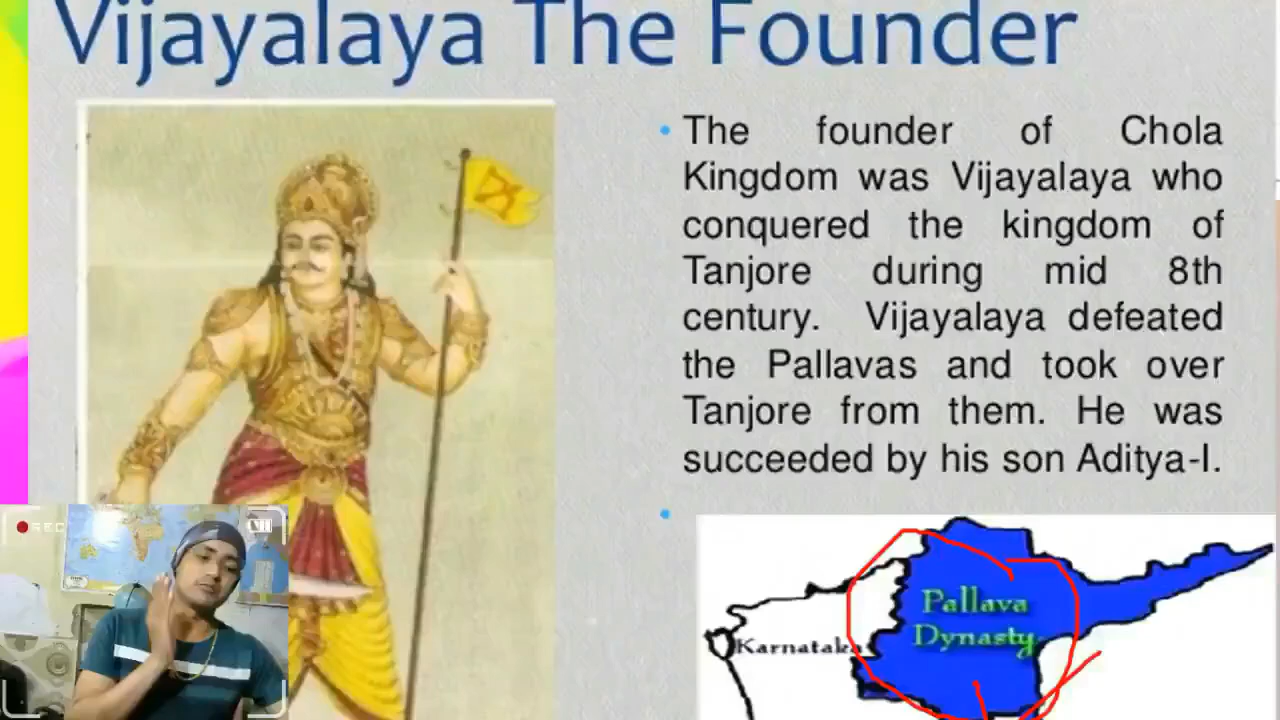 Vijayalaya The Founder
• The founder of Chola
Kingdom was Vijayalaya who
conquered the kingdom of
Tanjore during mid 8th
century. Vijayalaya defeated
the Pallavas and took over
Tanjore from them. He was
succeeded by his son Aditya-I.
•
REC
Pallava
Dynasty
Karnataka